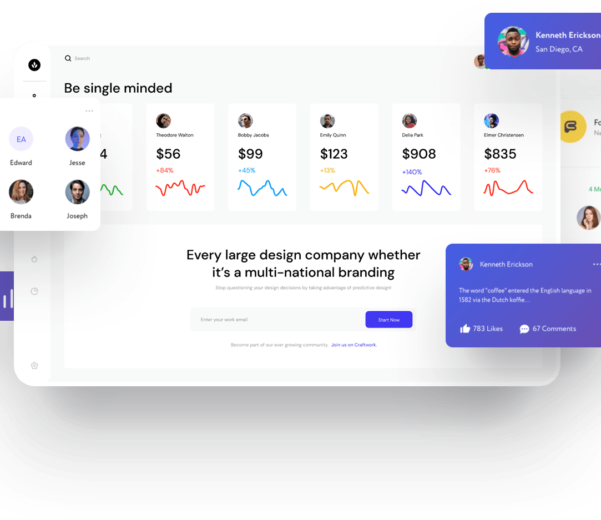 Kenneth Erickson
San Diego, CA
Search
Be single minded
Theodore Walton
Bobby Jacobs
Emily Quinn
Delia Park
Elmer Christensen
4
$56
$99
$123
$908
$835
+84%
+45%
+13%
+140%
+76%
EA
Edward
Jesse
Brenda
Joseph
Fo
4 Me
Every large design company whether
it's a multi-national branding
Stop questioning your design decisions by taking advantage of predictive design!
Enter your work email
Start Now
Become part of our ever growing community. Join us on Craftwork.
Kenneth Erickson
The word "coffee" entered the English language in
1582 via the Dutch koffie...
783 Likes
67 Comments